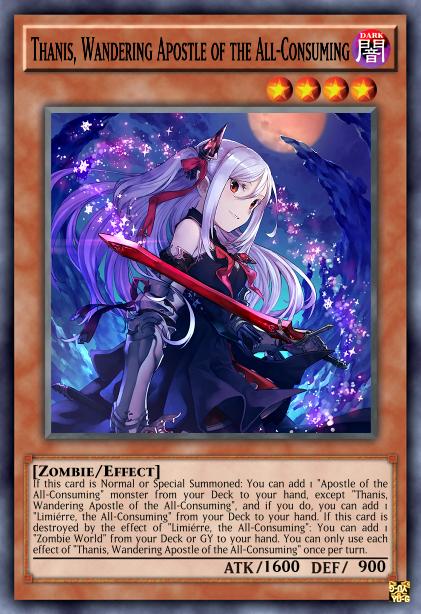 Thanis, Wandering Apostle of the All-Consuming
DARK
闇
[Zombie/Effect]
If this card is Normal or Special Summoned: You can add 1 "Apostle of the
All-Consuming" monster from your Deck to your hand, except "Thanis,
Wandering Apostle of the All-Consuming", and if you do, you can add 1
"Limiérre, the All-Consuming" from your Deck to your hand. If this card is
destroyed by the effect of "Limiérre, the All-Consuming": You can add 1
"Zombie World" from your Deck or GY to your hand. You can only use each
effect of "Thanis, Wandering Apostle of the All-Consuming" once per turn.
ATK/1600 DEF/ 900